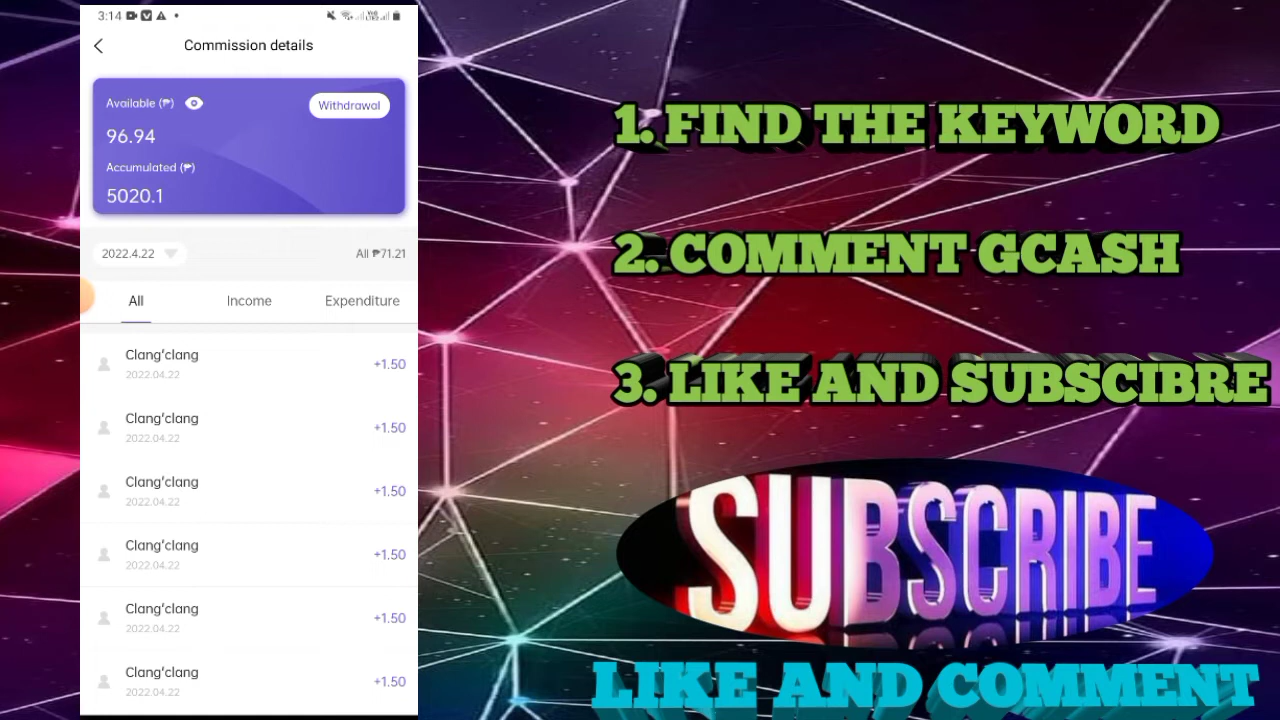 3:14
Commission details
Available (₱)
Withdrawal
96.94
Accumulated (₱)
5020.1
2022.4.22
All ₱71.21
All Income Expenditure
Clang'clang
+1.50
2022.04.22
Clang'clang
+1.50
2022.04.22
Clang'clang
+1.50
2022.04.22
Clang'clang
+1.50
2022.04.22
Clang'clang
+1.50
2022.04.22
Clang'clang
+1.50
2022.04.22
1. FIND THE KEYWORD
2. COMMENT GCASH
3. LIKE AND SUBSCIBRE
SUBSCRIBE
LIKE AND COMMENT